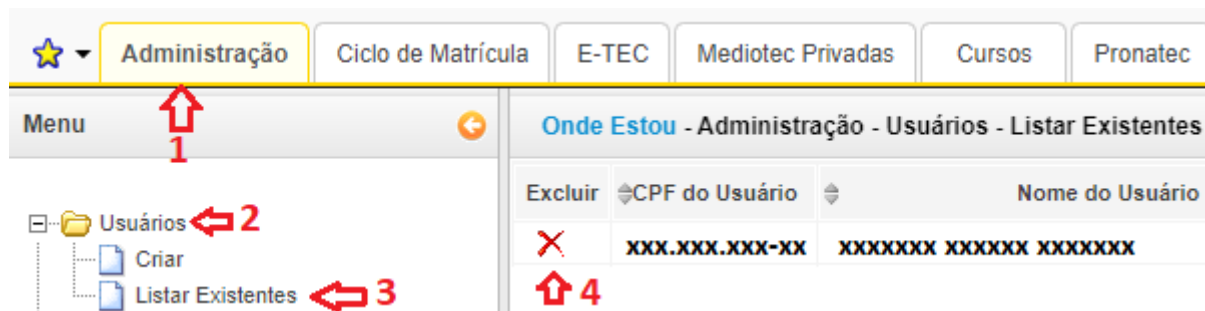 Administração Ciclo de Matrícula E-TEC Mediotec Privadas Cursos Pronatec
1
Menu
Onde Estou - Administração - Usuários - Listar Existentes
Excluir CPF do Usuário Nome do Usuário
Usuários 2
xxx.xxx.xxx-xx xxxxxxx xxxxxx xxxxxxx
Criar
Listar Existentes 3
4